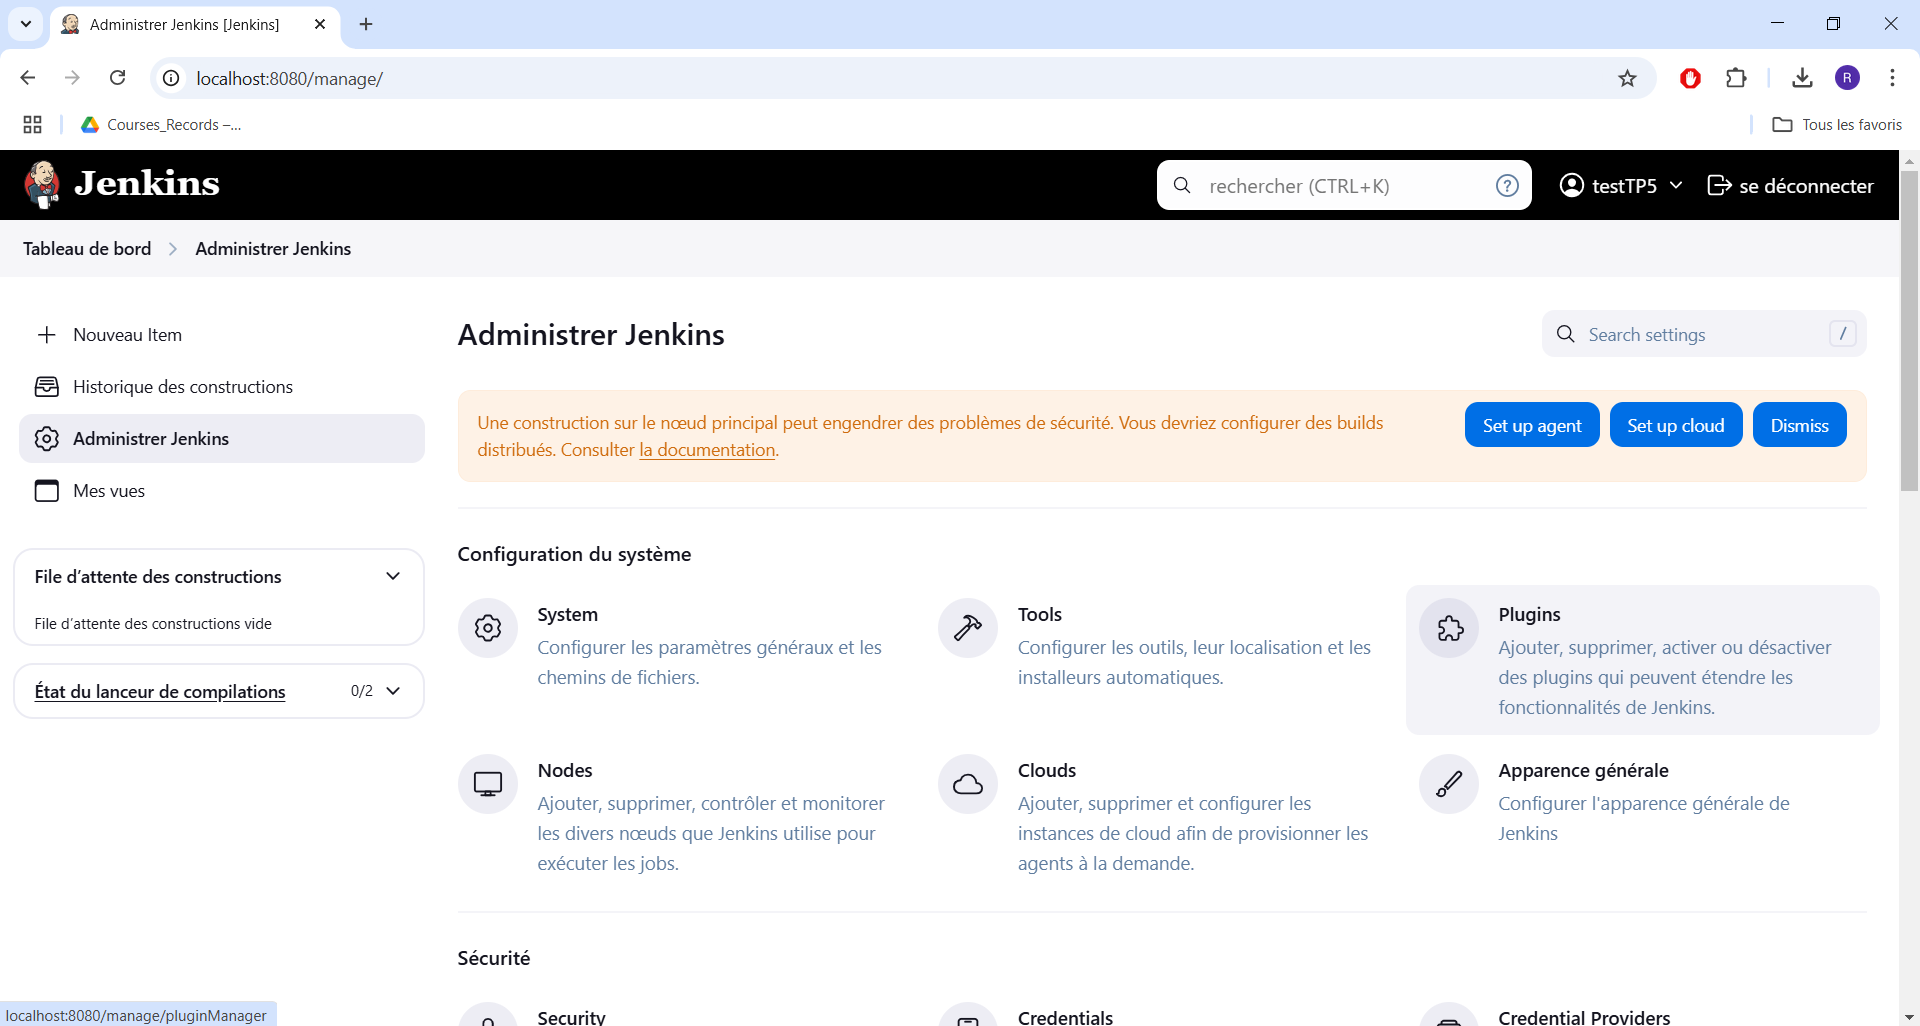 Administrer Jenkins [Jenkins]
localhost:8080/manage/
R
Courses_Records –...
Tous les favoris
Jenkins
rechercher (CTRL+K)
?
testTP5
se déconnecter
Tableau de bord
Administrer Jenkins
Nouveau Item
Historique des constructions
Administrer Jenkins
Mes vues
File d’attente des constructions
File d’attente des constructions vide
État du lanceur de compilations
0/2
Administrer Jenkins
Search settings
/
Une construction sur le nœud principal peut engendrer des problèmes de sécurité. Vous devriez configurer des builds
distribués. Consulter la documentation.
Set up agent
Set up cloud
Dismiss
Configuration du système
System
Configurer les paramètres généraux et les
chemins de fichiers.
Tools
Configurer les outils, leur localisation et les
installeurs automatiques.
Plugins
Ajouter, supprimer, activer ou désactiver
des plugins qui peuvent étendre les
fonctionnalités de Jenkins.
Nodes
Ajouter, supprimer, contrôler et monitorer
les divers nœuds que Jenkins utilise pour
exécuter les jobs.
Clouds
Ajouter, supprimer et configurer les
instances de cloud afin de provisionner les
agents à la demande.
Apparence générale
Configurer l'apparence générale de
Jenkins
Sécurité
Security
Credentials
Credential Providers
localhost:8080/manage/pluginManager